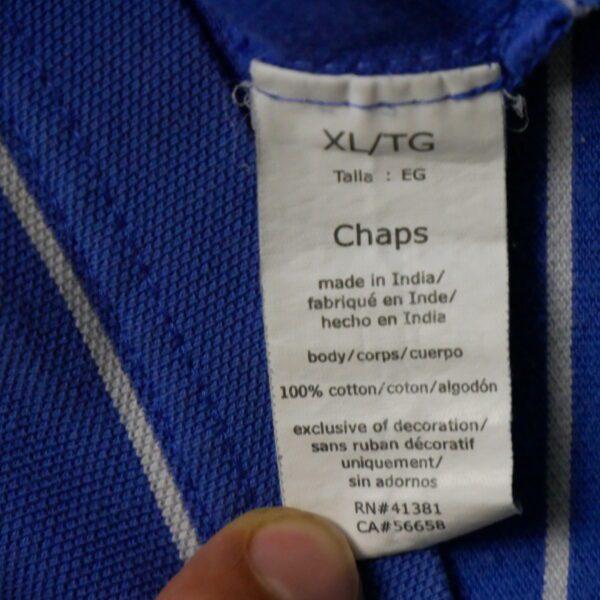 XL/TG
Talla : EG
Chaps
made in India/
fabriqué en Inde/
hecho en India
body/corps/cuerpo
100% cotton/coton/algodón
exclusive of decoration/
sans ruban décoratif
uniquement/
sin adornos
RN#41381
CA#56658